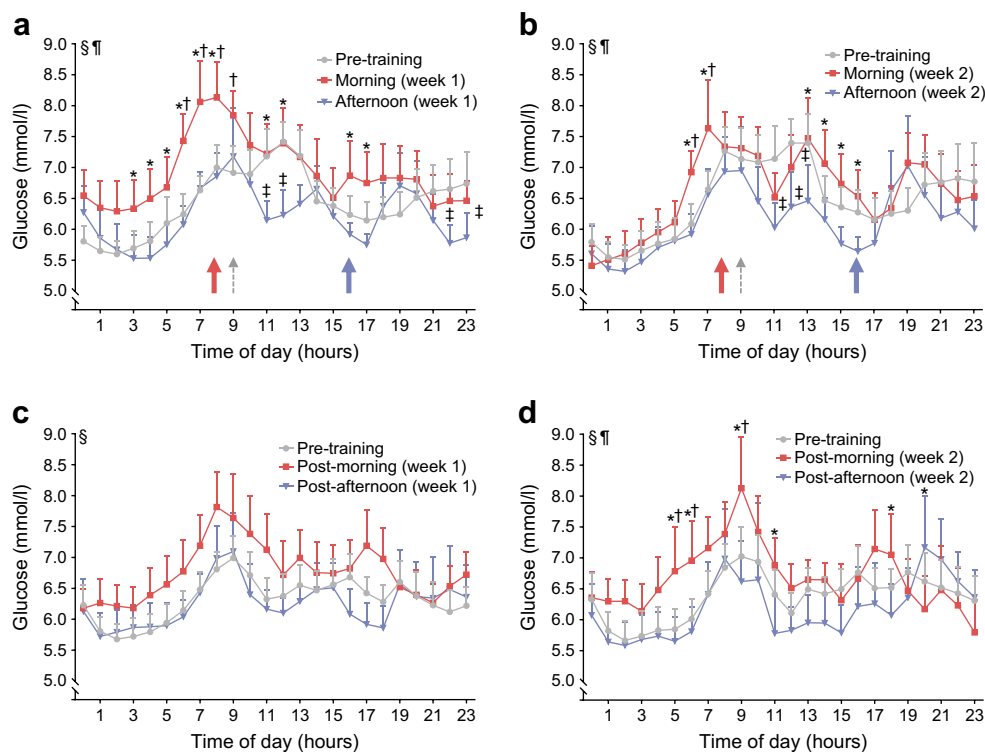 a
§ ¶
Pre-training
Morning (week 1)
Afternoon (week 1)
Glucose (mmol/l)
9.0
8.5
8.0
7.5
7.0
6.5
6.0
5.5
5.0
* * * *† *† *† † * * * *
‡ ‡ ‡ ‡
1 3 5 7 9 11 13 15 17 19 21 23
Time of day (hours)
b
§ ¶
Pre-training
Morning (week 2)
Afternoon (week 2)
Glucose (mmol/l)
9.0
8.5
8.0
7.5
7.0
6.5
6.0
5.5
5.0
*† *† * * * *
‡ ‡ ‡
1 3 5 7 9 11 13 15 17 19 21 23
Time of day (hours)
c
§
Pre-training
Post-morning (week 1)
Post-afternoon (week 1)
Glucose (mmol/l)
9.0
8.5
8.0
7.5
7.0
6.5
6.0
5.5
5.0
1 3 5 7 9 11 13 15 17 19 21 23
Time of day (hours)
d
§ ¶
Pre-training
Post-morning (week 2)
Post-afternoon (week 2)
Glucose (mmol/l)
9.0
8.5
8.0
7.5
7.0
6.5
6.0
5.5
5.0
*† *† *† * * *
1 3 5 7 9 11 13 15 17 19 21 23
Time of day (hours)